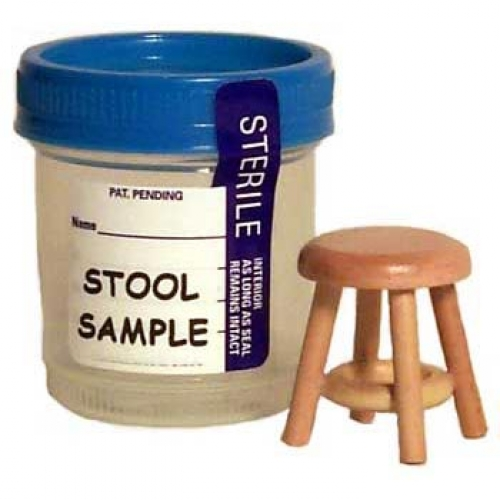 PAT. PENDING
Name
STOOL
SAMPLE
STERILE
INTERIOR
AS LONG AS SEAL
REMAINS INTACT